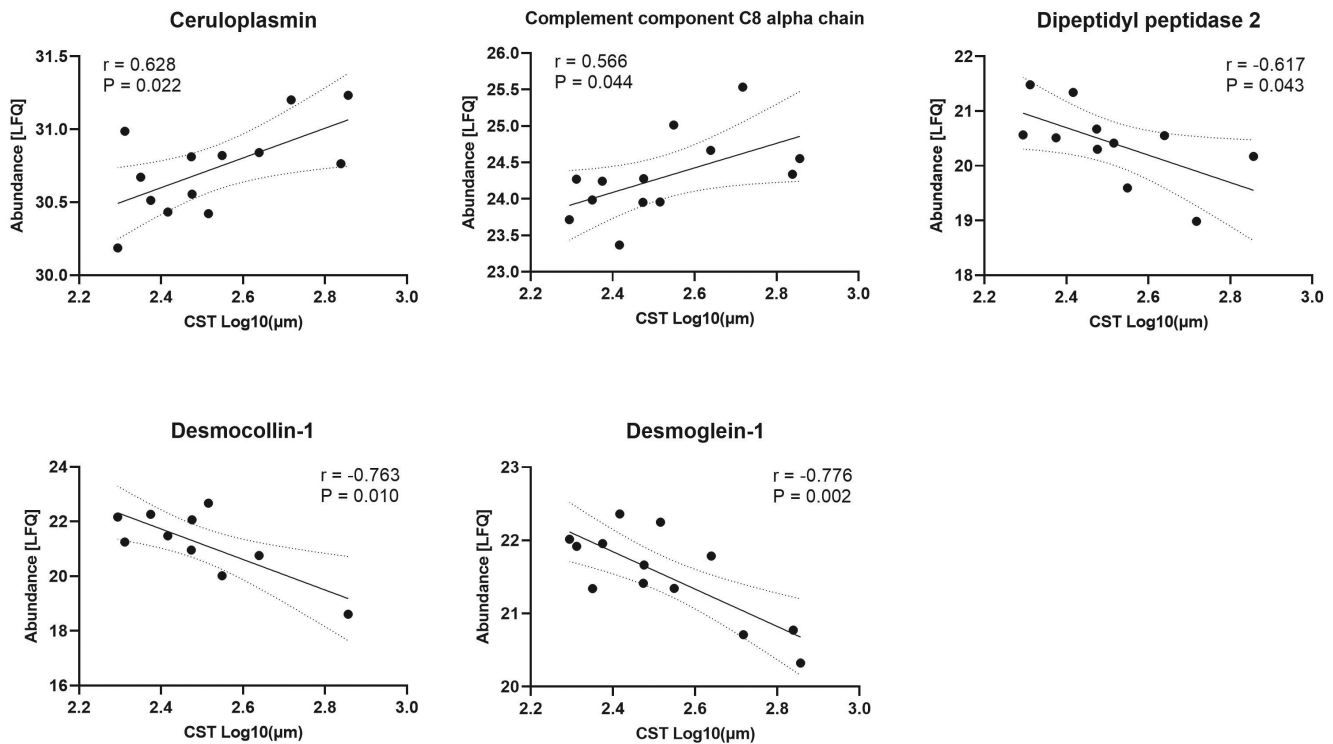 Ceruloplasmin
r = 0.628
P = 0.022
Abundance [LFQ]
31.5
31.0
30.5
30.0
2.2 2.4 2.6 2.8 3.0
CST Log10(µm)
Complement component C8 alpha chain
r = 0.566
P = 0.044
Abundance [LFQ]
26.0
25.5
25.0
24.5
24.0
23.5
23.0
2.2 2.4 2.6 2.8 3.0
CST Log10(µm)
Dipeptidyl peptidase 2
r = -0.617
P = 0.043
Abundance [LFQ]
22
21
20
19
18
2.2 2.4 2.6 2.8 3.0
CST Log10(µm)
Desmocollin-1
r = -0.763
P = 0.010
Abundance [LFQ]
24
22
20
18
16
2.2 2.4 2.6 2.8 3.0
CST Log10(µm)
Desmoglein-1
r = -0.776
P = 0.002
Abundance [LFQ]
23
22
21
20
2.2 2.4 2.6 2.8 3.0
CST Log10(µm)